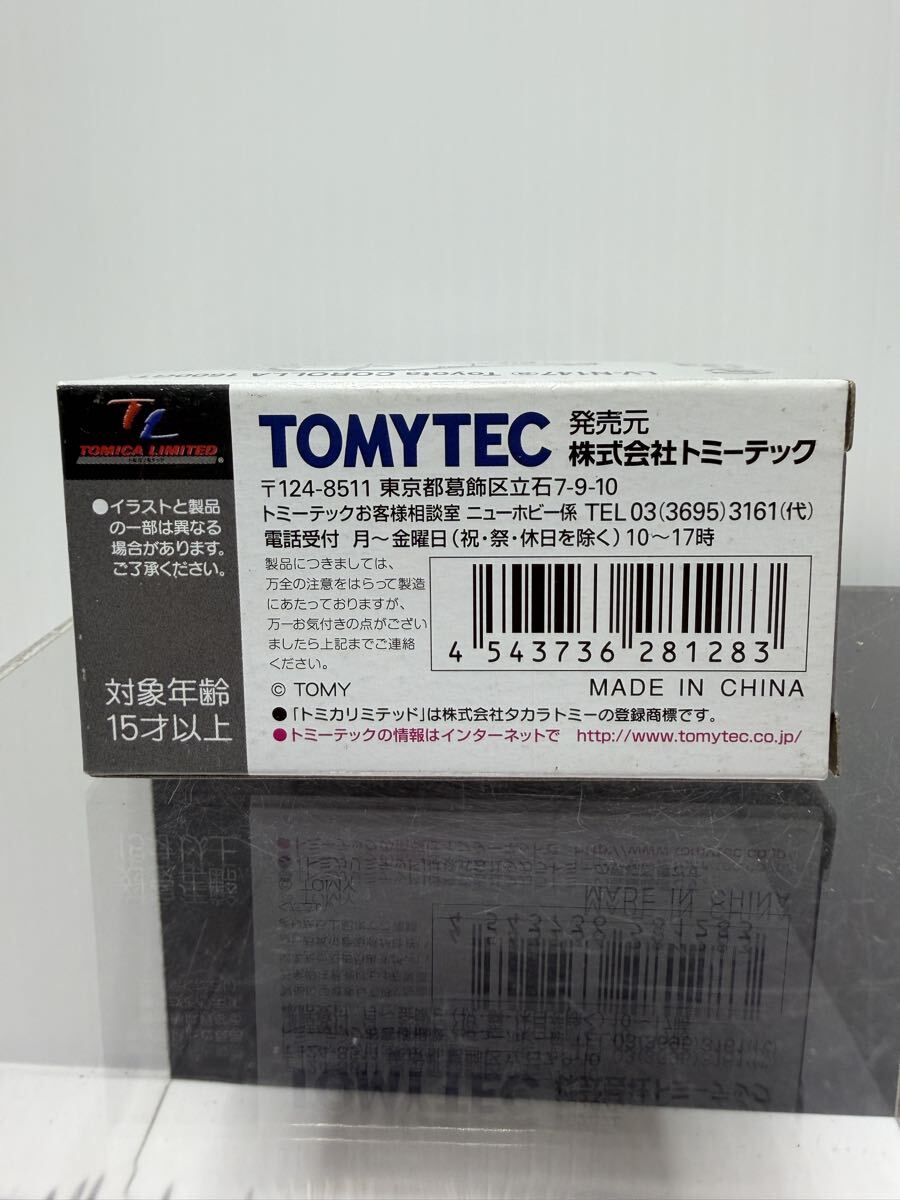 LV-N147a Toyota COROLLA 1600GT
TL
TOMICA LIMITED
●イラストと製品
の一部は異なる
場合があります。
ご了承ください。
対象年齢
15才以上
TOMYTEC
発売元
株式会社トミーテック
〒124-8511 東京都葛飾区立石7-9-10
トミーテックお客様相談室 ニューホビー係 TEL 03(3695)3161(代)
電話受付 月〜金曜日(祝・祭・休日を除く)10〜17時
製品につきましては、
万全の注意をはらって製造
にあたっておりますが、
万一お気付きの点がござい
ましたら上記までご連絡
ください。
4 543736 281283
© TOMY
MADE IN CHINA
●「トミカリミテッド」は株式会社タカラトミーの登録商標です。
●トミーテックの情報はインターネットで http://www.tomytec.co.jp/